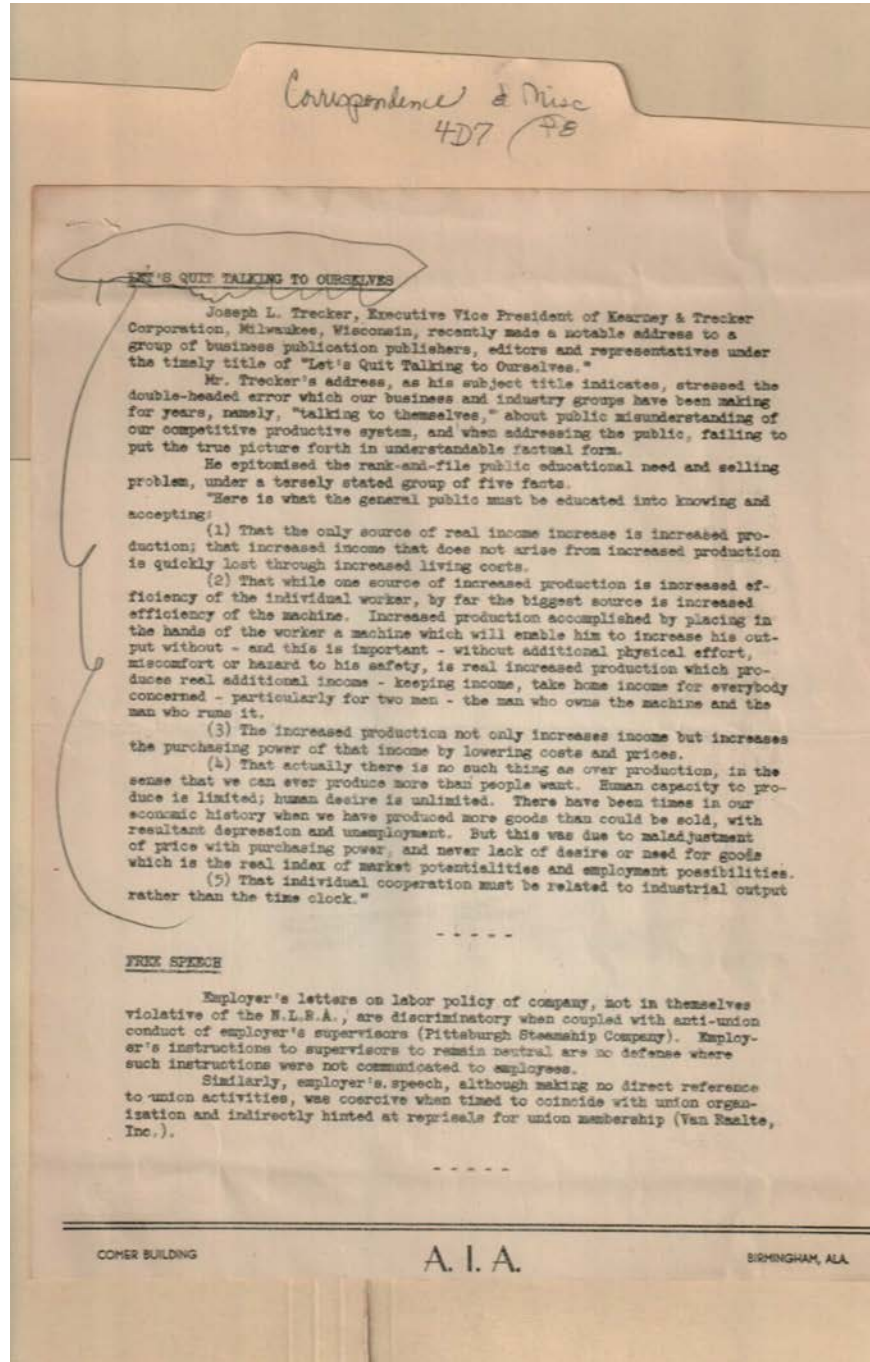 Correspondence & Misc
4D7
LET'S QUIT TALKING TO OURSELVES
Joseph L. Trecker, Executive Vice President of Kearney & Trecker
Corporation, Milwaukee, Wisconsin, recently made a notable address to a
group of business publication publishers, editors and representatives under
the timely title of "Let's Quit Talking to Ourselves."
Mr. Trecker's address, as his subject title indicates, stressed the
double-headed error which our business and industry groups have been making
for years, namely, "talking to themselves," about public misunderstanding of
our competitive productive system, and when addressing the public, failing to
put the true picture forth in understandable factual form.
He epitomised the rank-and-file public educational need and selling
problem, under a tersely stated group of five facts.
"Here is what the general public must be educated into knowing and
accepting:
(1) That the only source of real income increase is increased pro-
duction; that increased income that does not arise from increased production
is quickly lost through increased living costs.
(2) That while one source of increased production is increased ef-
ficiency of the individual worker, by far the biggest source is increased
efficiency of the machine. Increased production accomplished by placing in
the hands of the worker a machine which will enable him to increase his out-
put without - and this is important - without additional physical effort,
miscomfort or hazard to his safety, is real increased production which pro-
duces real additional income - keeping income, take home income for everybody
concerned - particularly for two men - the man who owns the machine and the
man who runs it.
(3) The increased production not only increases income but increases
the purchasing power of that income by lowering costs and prices.
(4) That actually there is no such thing as over production, in the
sense that we can ever produce more than people want. Human capacity to pro-
duce is limited; human desire is unlimited. There have been times in our
economic history when we have produced more goods than could be sold, with
resultant depression and unemployment. But this was due to maladjustment
of price with purchasing power, and never lack of desire or need for goods
which is the real index of market potentialities and employment possibilities.
(5) That individual cooperation must be related to industrial output
rather than the time clock."
- - - - -
FREE SPEECH
Employer's letters on labor policy of company, not in themselves
violative of the N.L.R.A., are discriminatory when coupled with anti-union
conduct of employer's supervisors (Pittsburgh Steamship Company). Employ-
er's instructions to supervisors to remain neutral are no defense where
such instructions were not communicated to employees.
Similarly, employer's speech, although making no direct reference
to union activities, was coercive when timed to coincide with union organ-
ization and indirectly hinted at reprisals for union membership (Van Raalte,
Inc.).
- - - - -
COMER BUILDING
A. I. A.
BIRMINGHAM, ALA.